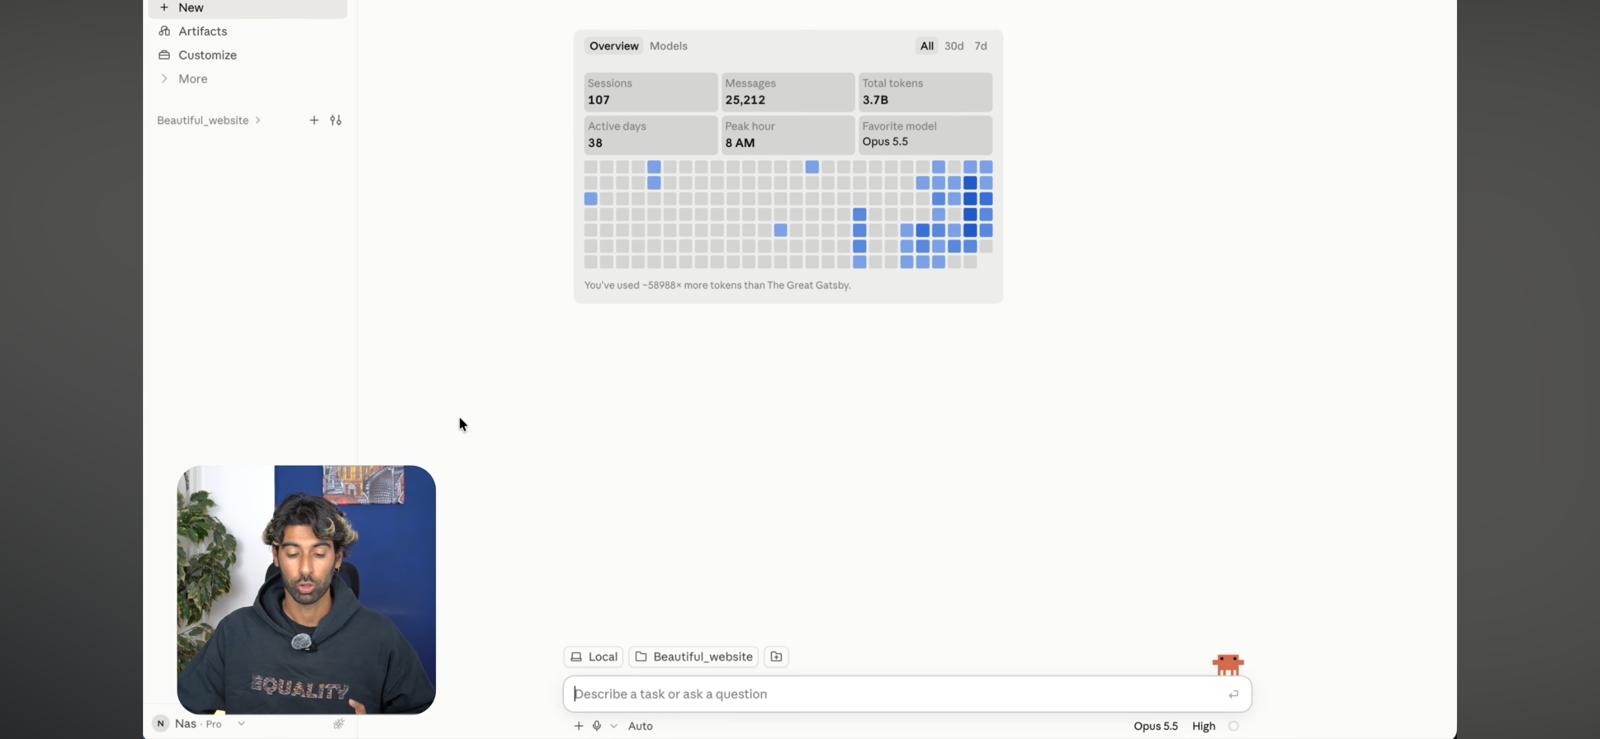 New
Artifacts
Customize
More
Beautiful_website
Overview Models All 30d 7d
Sessions Messages Total tokens
107 25,212 3.7B
Active days Peak hour Favorite model
38 8 AM Opus 5.5
You've used ~58988× more tokens than The Great Gatsby.
EQUALITY
Local Beautiful_website
Describe a task or ask a question
N Nas · Pro
Auto Opus 5.5 High